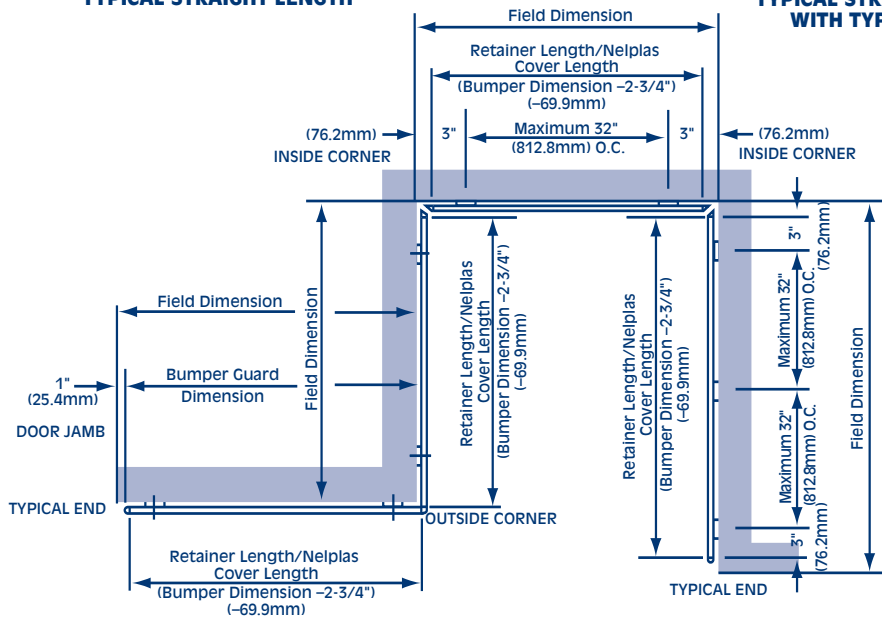 TYPICAL STRAIGHT LENGTH
WITH TYP
Field Dimension
Retainer Length/Nelplas
Cover Length
(Bumper Dimension –2-3/4")
(–69.9mm)
(76.2mm)
3"
Maximum 32"
(812.8mm) O.C.
3"
(76.2mm)
INSIDE CORNER
INSIDE CORNER
3"
(76.2mm)
Field Dimension
Field Dimension
Retainer Length/Nelplas
Cover Length
(Bumper Dimension –2-3/4")
(–69.9mm)
Retainer Length/Nelplas
Cover Length
(Bumper Dimension –2-3/4")
(–69.9mm)
Maximum 32"
(812.8mm) O.C.
Field Dimension
1"
(25.4mm)
Bumper Guard
Dimension
DOOR JAMB
Maximum 32"
(812.8mm) O.C.
TYPICAL END
OUTSIDE CORNER
3"
(76.2mm)
Retainer Length/Nelplas
Cover Length
(Bumper Dimension –2-3/4")
(–69.9mm)
TYPICAL END